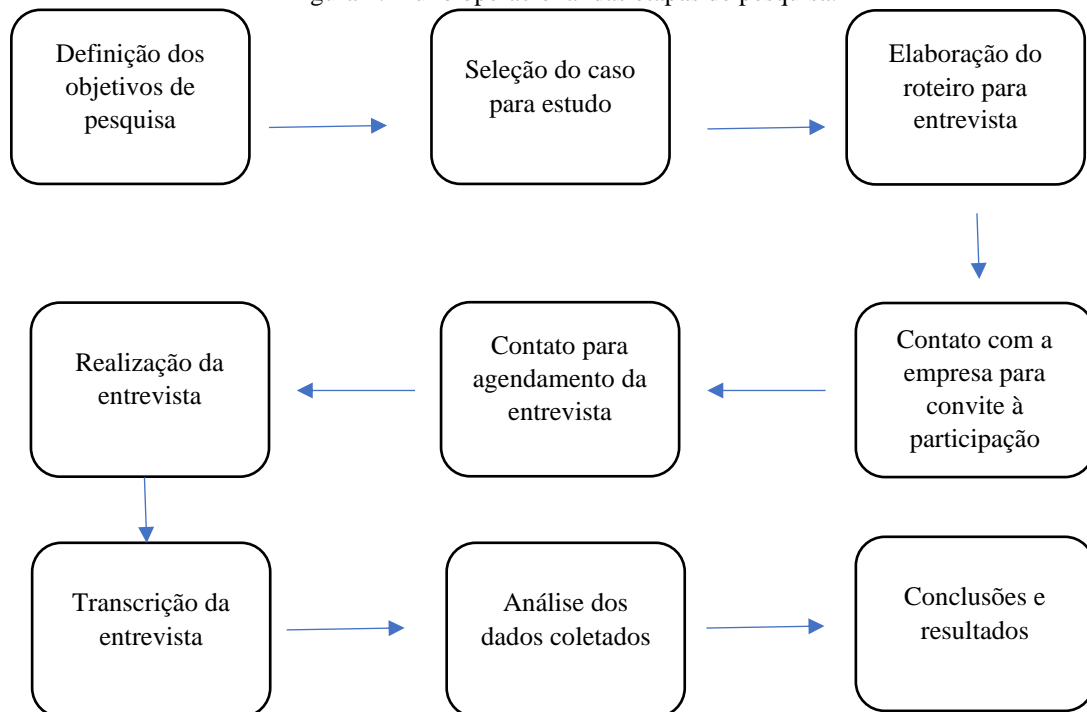 Definição dos
objetivos de
pesquisa
Seleção do caso
para estudo
Elaboração do
roteiro para
entrevista
Contato com a
empresa para
convite à
participação
Contato para
agendamento da
entrevista
Realização da
entrevista
Transcrição da
entrevista
Análise dos
dados coletados
Conclusões e
resultados